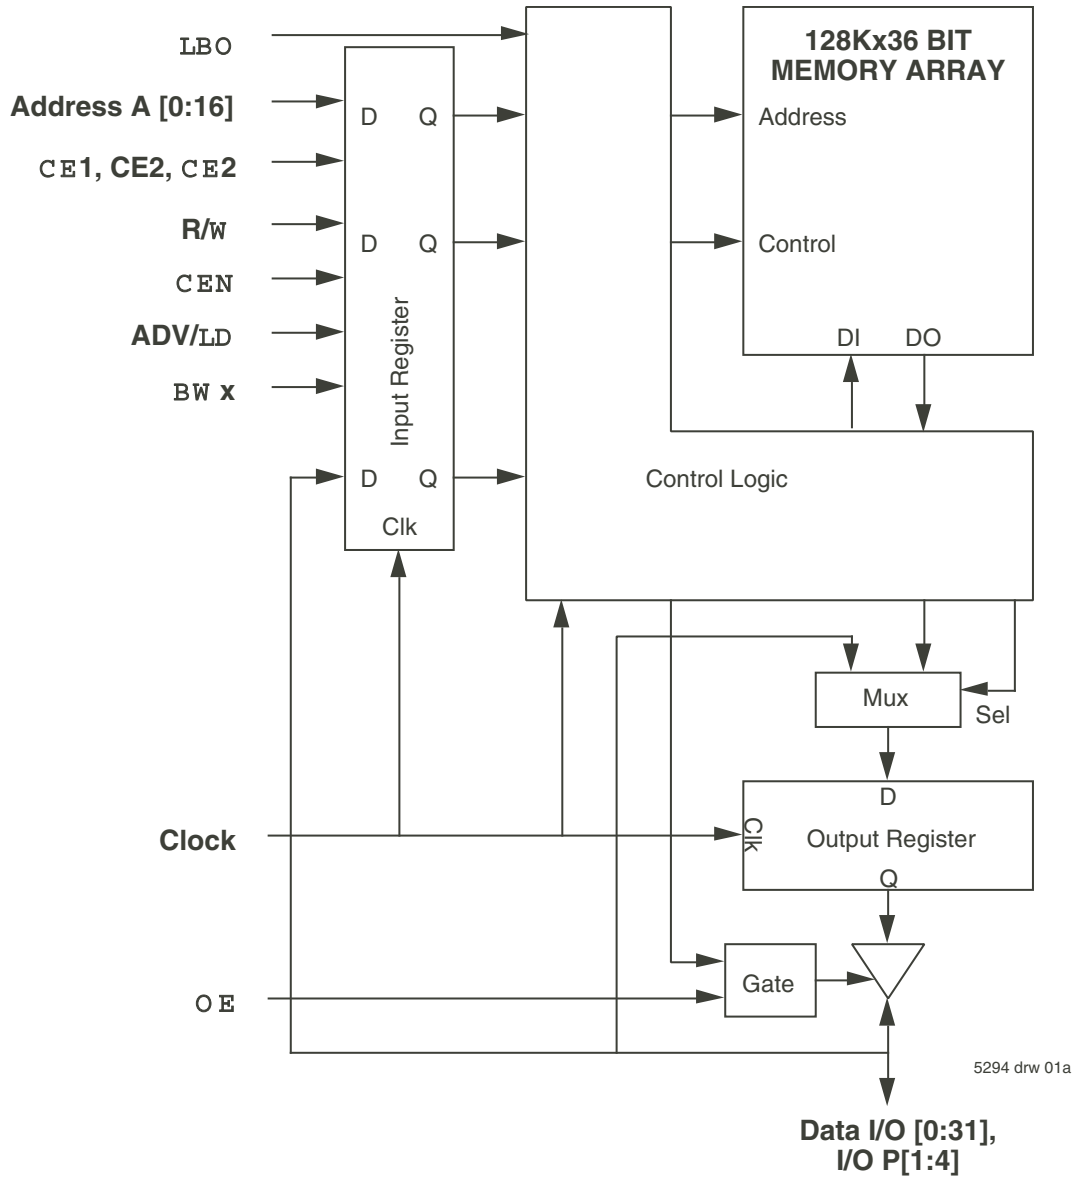 LBO
128Kx36 BIT
MEMORY ARRAY
Address A [0:16]
D Q
Address
CE1, CE2, CE2
R/W
D Q
Control
CEN
ADV/LD
DI DO
BW x
Input Register
D Q
Control Logic
Clk
Mux
Sel
D
Clock
Clk
Output Register
Q
Gate
OE
5294 drw 01a
Data I/O [0:31],
I/O P[1:4]